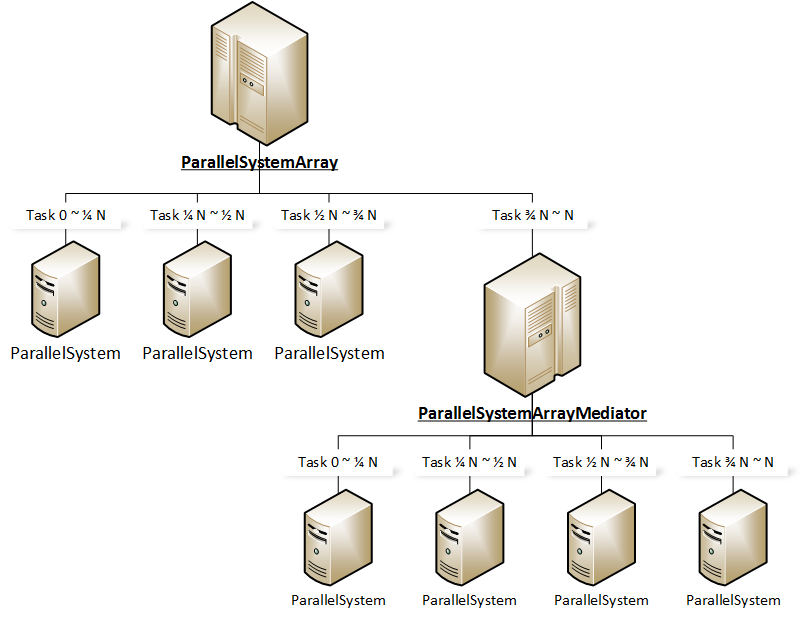 ParallelSystemArray
Task 0 ~ ¼ N
Task ¼ N ~ ½ N
Task ½ N ~ ¾ N
Task ¾ N ~ N
ParallelSystem
ParallelSystem
ParallelSystem
ParallelSystemArrayMediator
Task 0 ~ ¼ N
Task ¼ N ~ ½ N
Task ½ N ~ ¾ N
Task ¾ N ~ N
ParallelSystem
ParallelSystem
ParallelSystem
ParallelSystem